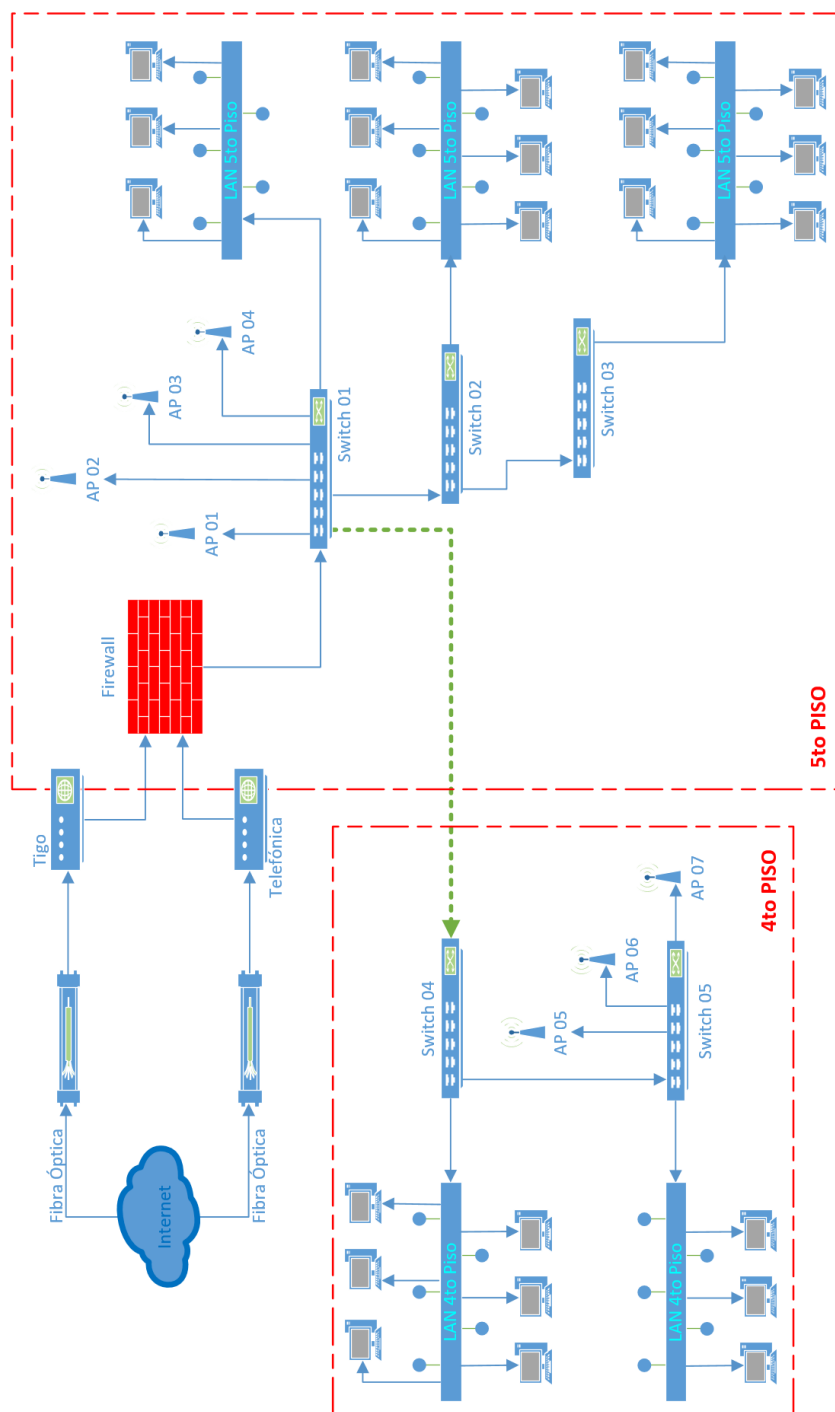 Internet
Fibra Óptica
Fibra Óptica
Tigo
Telefónica
Firewall
AP 01
AP 02
AP 03
AP 04
Switch 01
LAN 5to Piso
Switch 02
LAN 5to Piso
Switch 03
LAN 5to Piso
5to PISO
Switch 04
LAN 4to Piso
AP 05
AP 06
AP 07
Switch 05
LAN 4to Piso
4to PISO